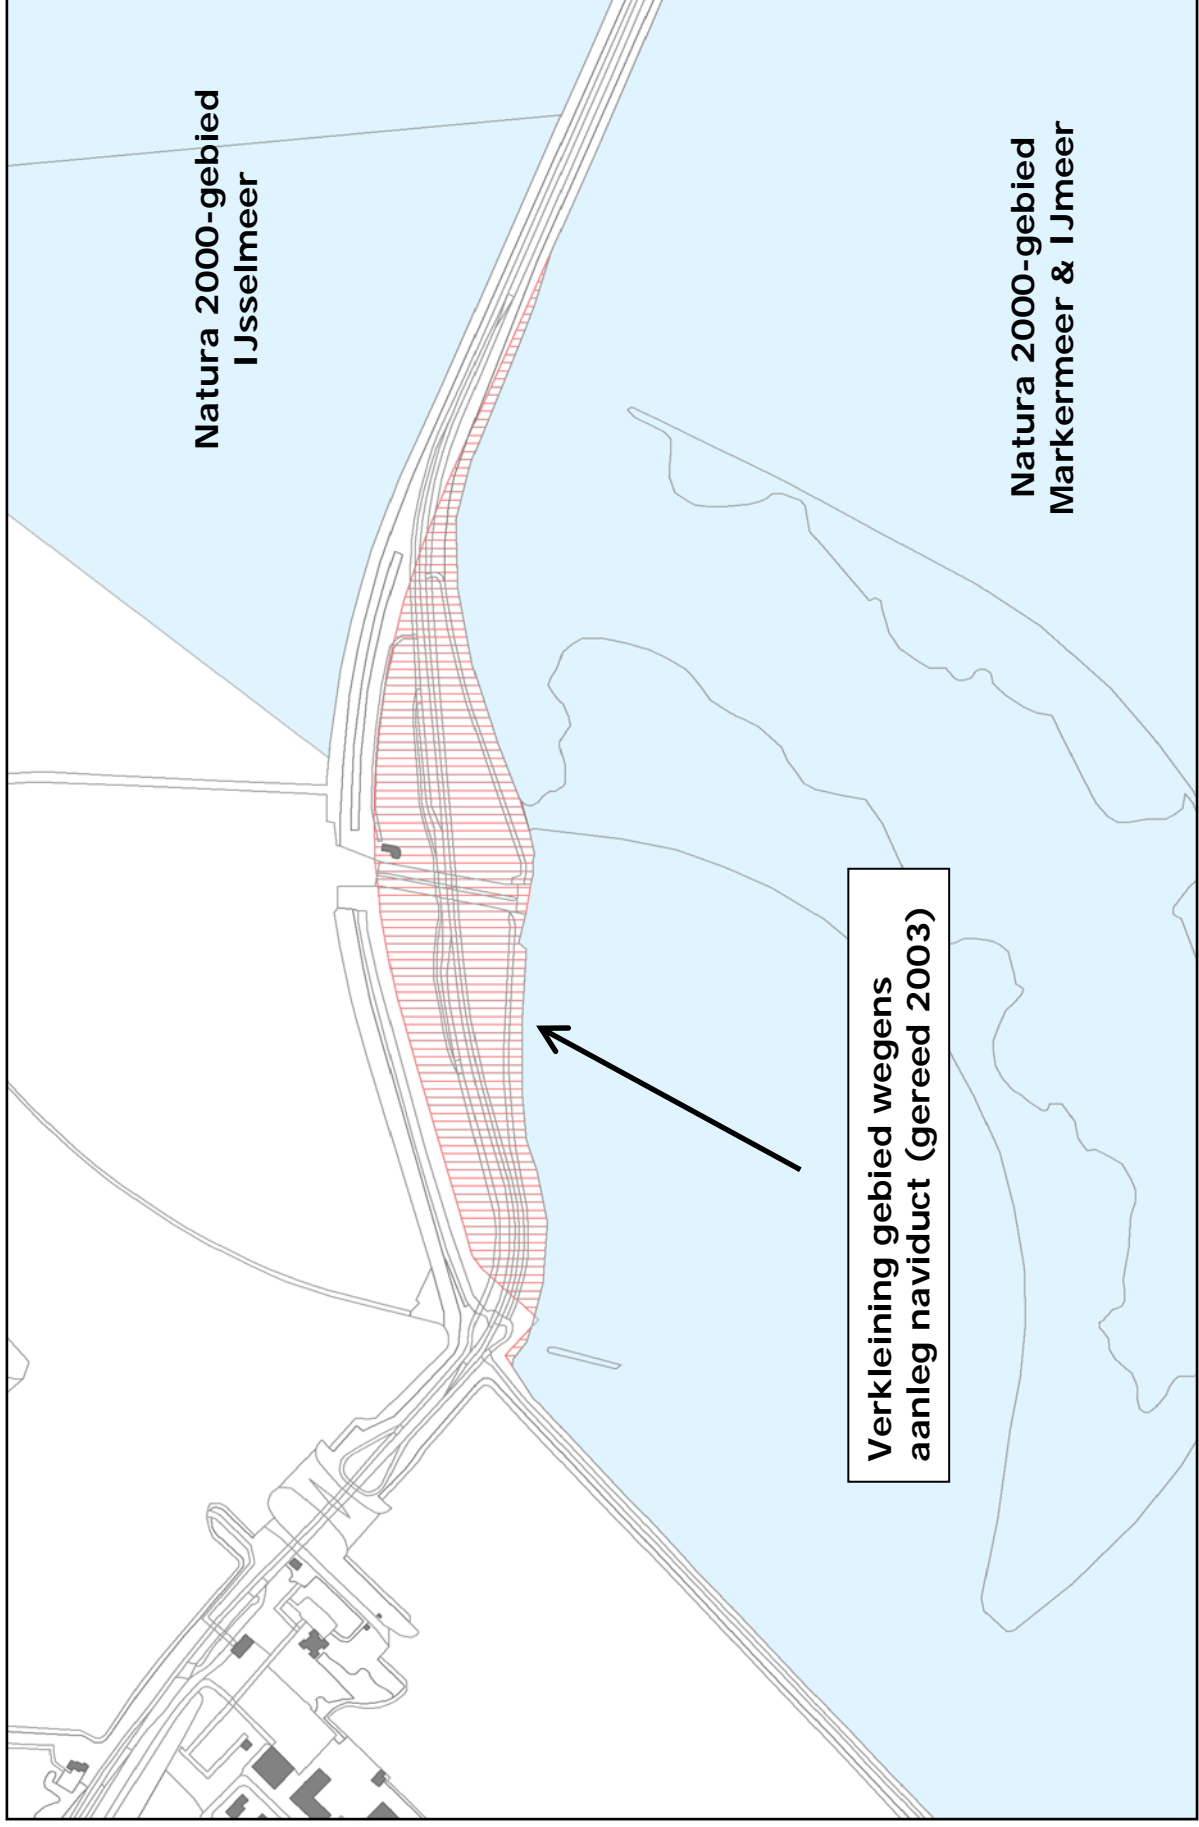 Natura 2000-gebied
IJsselmeer
Natura 2000-gebied
Markermeer & IJmeer
Verkleining gebied wegens
aanleg naviduct (gereed 2003)